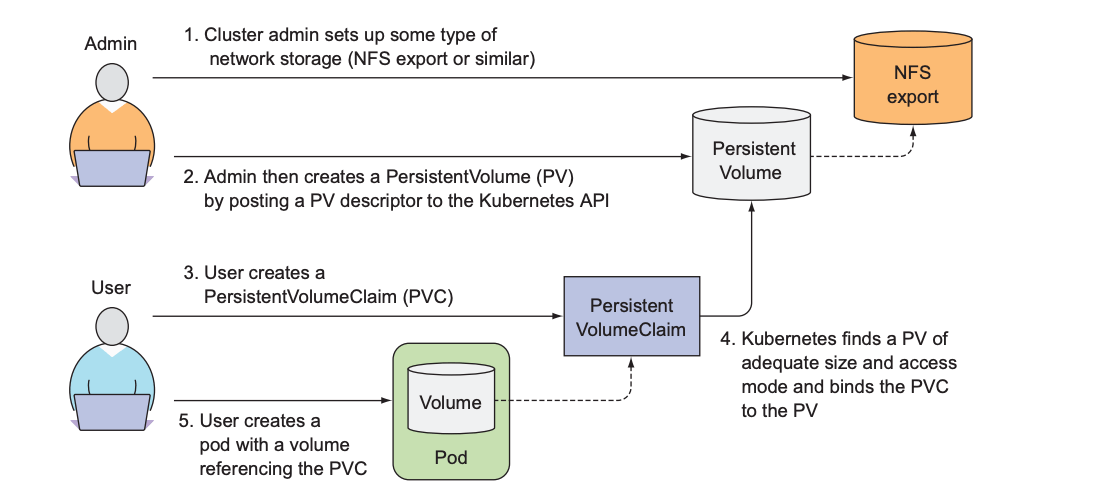 Admin
1. Cluster admin sets up some type of
network storage (NFS export or similar)
NFS
export
Persistent
Volume
2. Admin then creates a PersistentVolume (PV)
by posting a PV descriptor to the Kubernetes API
User
3. User creates a
PersistentVolumeClaim (PVC)
Persistent
VolumeClaim
4. Kubernetes finds a PV of
adequate size and access
mode and binds the PVC
to the PV
5. User creates a
pod with a volume
referencing the PVC
Volume
Pod